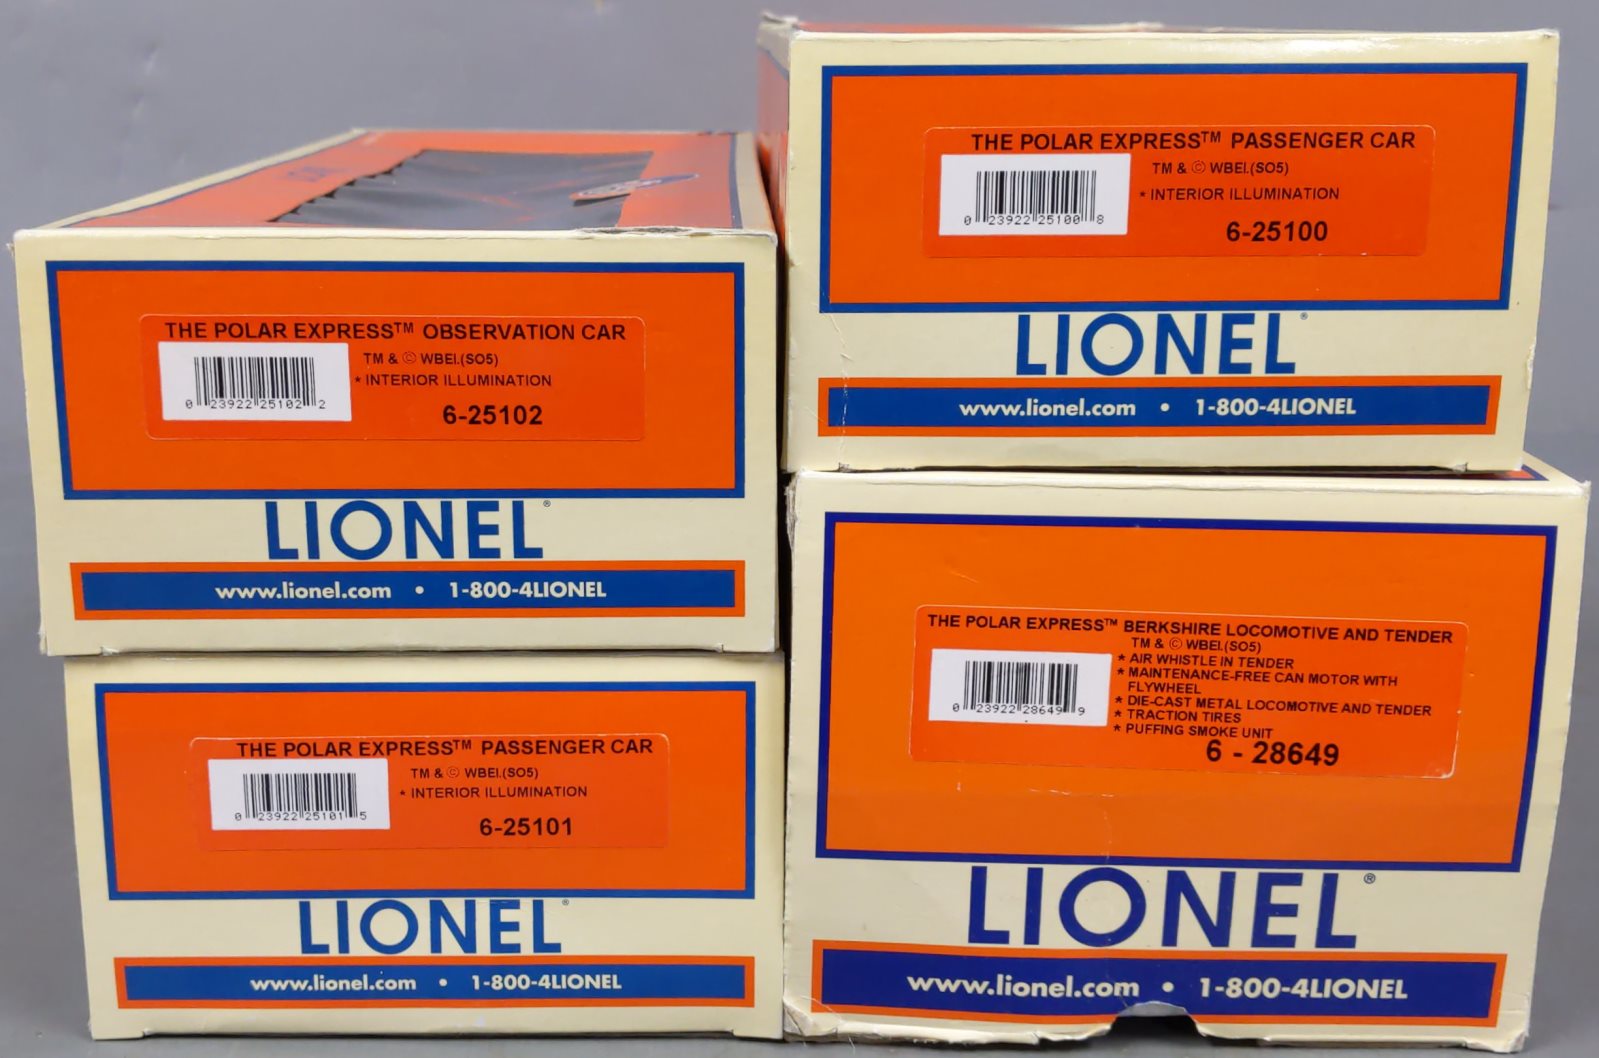 THE POLAR EXPRESS™ OBSERVATION CAR
TM & © WBEI.(SO5)
* INTERIOR ILLUMINATION
0 23922 25102 2
6-25102
LIONEL®
www.lionel.com • 1-800-4LIONEL
THE POLAR EXPRESS™ PASSENGER CAR
TM & © WBEI.(SO5)
* INTERIOR ILLUMINATION
0 23922 25100 8
6-25100
LIONEL®
www.lionel.com • 1-800-4LIONEL
THE POLAR EXPRESS™ PASSENGER CAR
TM & © WBEI.(SO5)
* INTERIOR ILLUMINATION
0 23922 25101 5
6-25101
LIONEL®
www.lionel.com • 1-800-4LIONEL
THE POLAR EXPRESS™ BERKSHIRE LOCOMOTIVE AND TENDER
TM & © WBEI.(SO5)
* AIR WHISTLE IN TENDER
* MAINTENANCE-FREE CAN MOTOR WITH
FLYWHEEL
* DIE-CAST METAL LOCOMOTIVE AND TENDER
* TRACTION TIRES
* PUFFING SMOKE UNIT
0 23922 28649 9
6 - 28649
LIONEL®
www.lionel.com • 1-800-4LIONEL